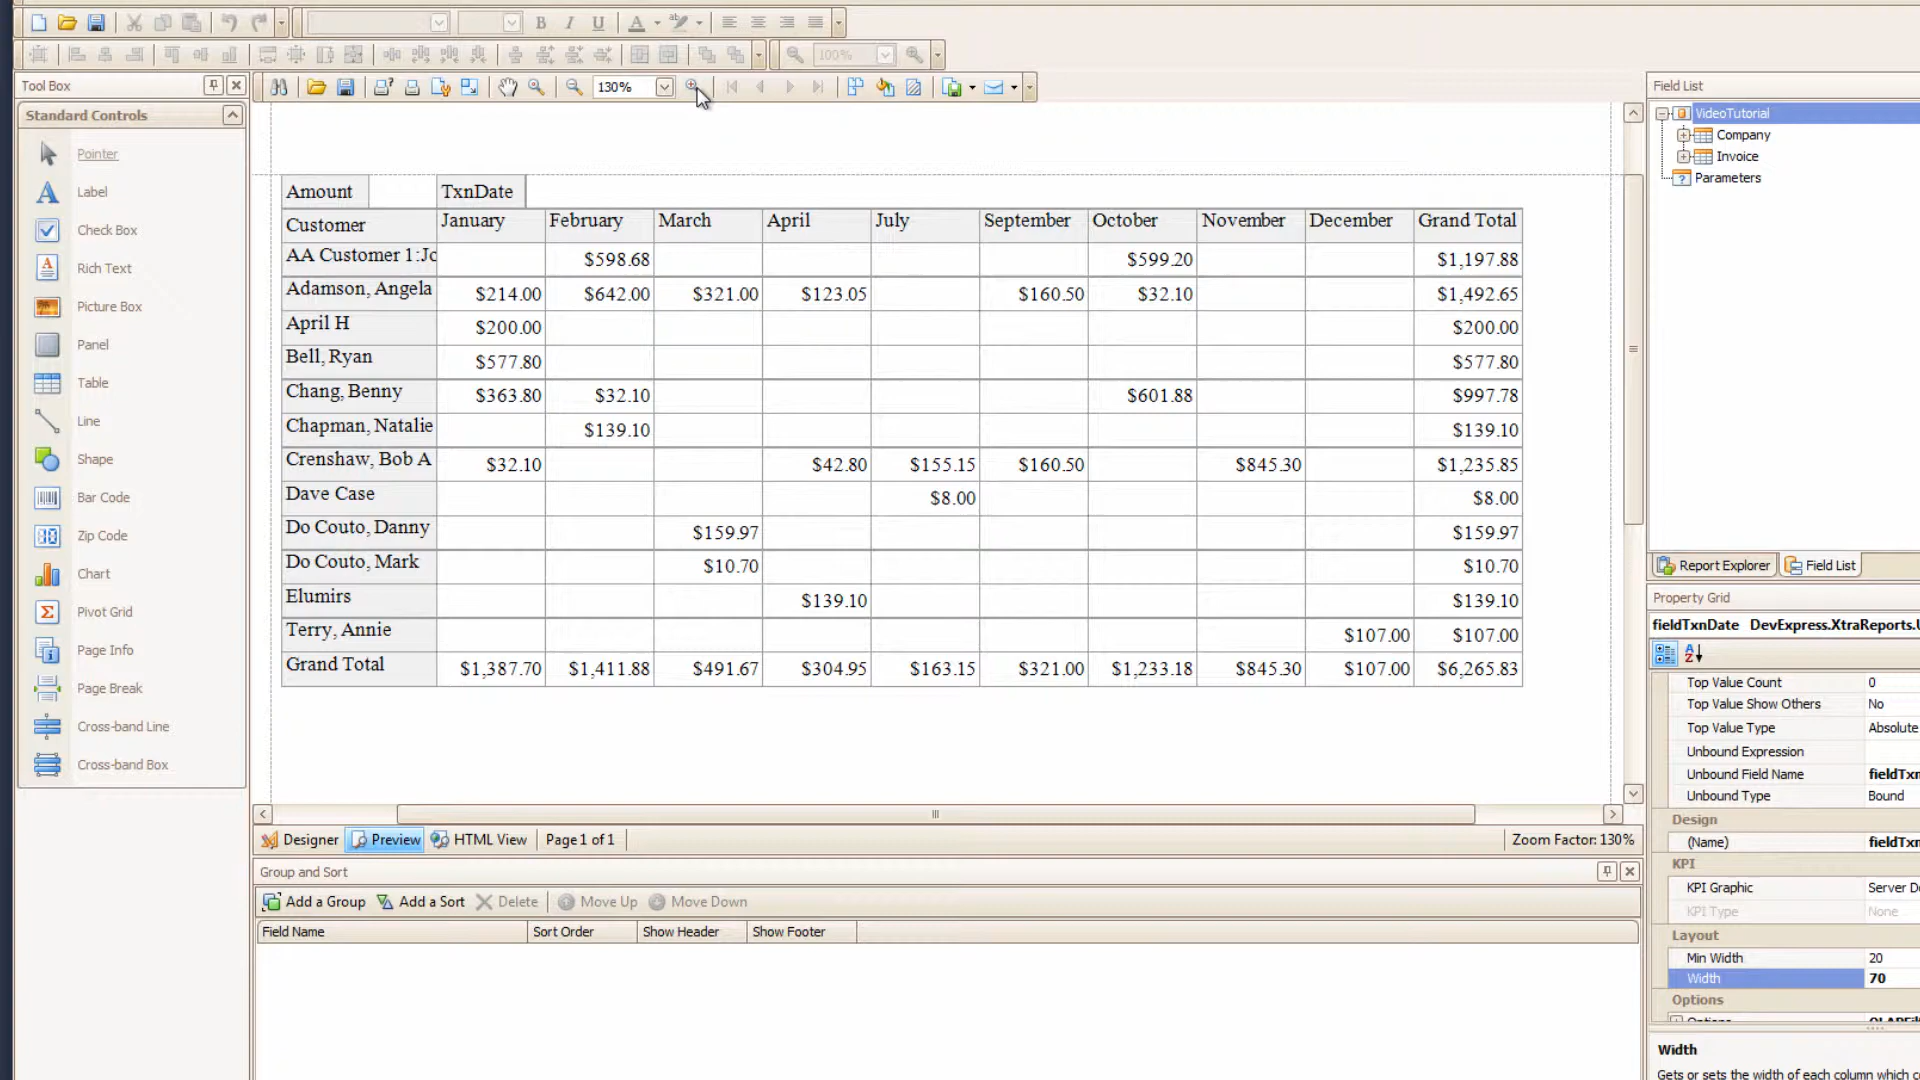 B I U A
100%
Tool Box
130%
Field List
Standard Controls
VideoTutorial
Company
Invoice
Parameters
Pointer
Label
Check Box
Rich Text
Picture Box
Panel
Table
Line
Shape
Bar Code
Zip Code
Chart
Pivot Grid
Page Info
Page Break
Cross-band Line
Cross-band Box
Amount TxnDate
Customer January February March April July September October November December Grand Total
AA Customer 1:Jo $598.68 $599.20 $1,197.88
Adamson, Angela $214.00 $642.00 $321.00 $123.05 $160.50 $32.10 $1,492.65
April H $200.00 $200.00
Bell, Ryan $577.80 $577.80
Chang, Benny $363.80 $32.10 $601.88 $997.78
Chapman, Natalie $139.10 $139.10
Crenshaw, Bob A $32.10 $42.80 $155.15 $160.50 $845.30 $1,235.85
Dave Case $8.00 $8.00
Do Couto, Danny $159.97 $159.97
Do Couto, Mark $10.70 $10.70
Elumirs $139.10 $139.10
Terry, Annie $107.00 $107.00
Grand Total $1,387.70 $1,411.88 $491.67 $304.95 $163.15 $321.00 $1,233.18 $845.30 $107.00 $6,265.83
Designer Preview HTML View Page 1 of 1 Zoom Factor: 130%
Group and Sort
Add a Group Add a Sort Delete Move Up Move Down
Field Name Sort Order Show Header Show Footer
Report Explorer Field List
Property Grid
fieldTxnDate DevExpress.XtraReports.U
Top Value Count 0
Top Value Show Others No
Top Value Type Absolute
Unbound Expression
Unbound Field Name fieldTxn
Unbound Type Bound
Design
(Name) fieldTxn
KPI
KPI Graphic Server De
KPI Type None
Layout
Min Width 20
Width 70
Options
Width
Gets or sets the width of each column which c